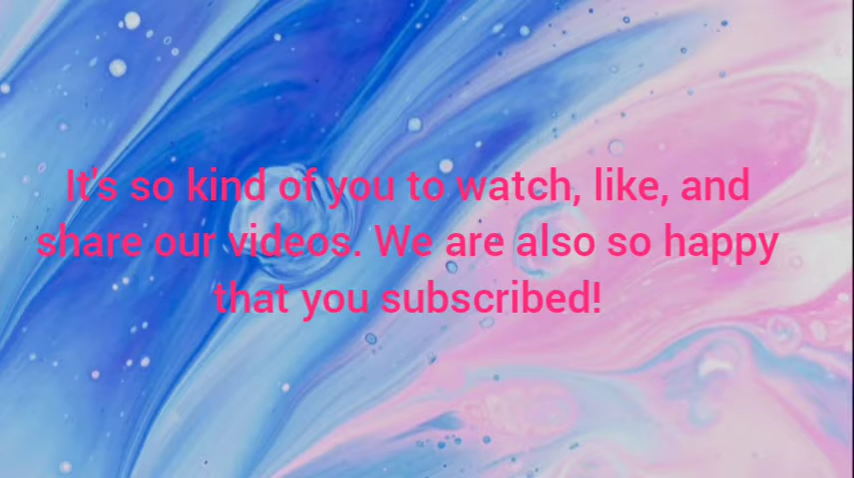 It's so kind of you to watch, like, and
share our videos. We are also so happy
that you subscribed!